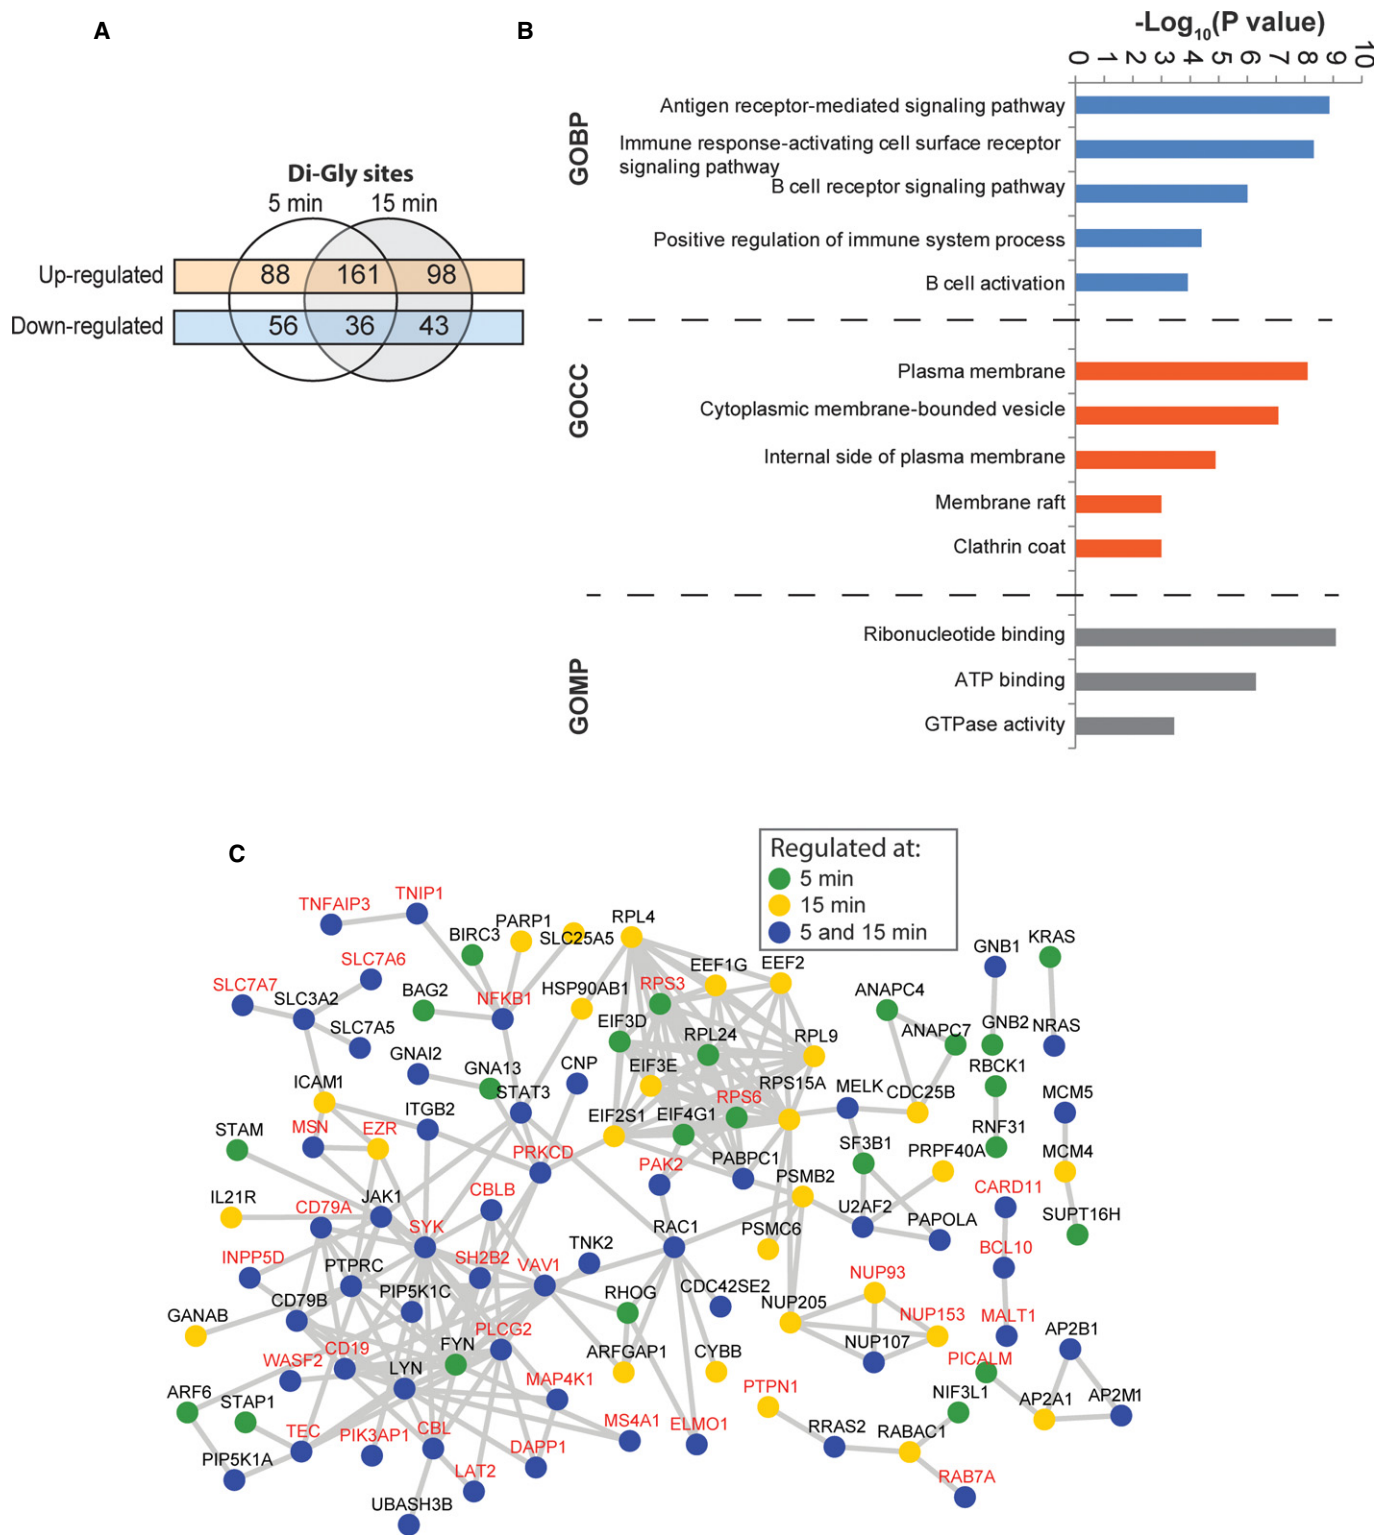 A
B
-Log10(P value)
0 1 2 3 4 5 6 7 8 9 10
Di-Gly sites
5 min 15 min
Up-regulated 88 161 98
Down-regulated 56 36 43
GOBP
Antigen receptor-mediated signaling pathway
Immune response-activating cell surface receptor
signaling pathway
B cell receptor signaling pathway
Positive regulation of immune system process
B cell activation
GOCC
Plasma membrane
Cytoplasmic membrane-bounded vesicle
Internal side of plasma membrane
Membrane raft
Clathrin coat
GOMP
Ribonucleotide binding
ATP binding
GTPase activity
C
Regulated at:
5 min
15 min
5 and 15 min
TNFAIP3
TNIP1
BIRC3
PARP1
SLC25A5
RPL4
SLC7A7
SLC7A6
SLC3A2
SLC7A5
BAG2
NFKB1
HSP90AB1
EEF1G
EEF2
RPS3
EIF3D
RPL24
RPL9
GNAI2
GNA13
STAT3
CNP
EIF3E
RPS15A
RPS6
ICAM1
ITGB2
EIF2S1
EIF4G1
MELK
CDC25B
ANAPC4
ANAPC7
GNB1
KRAS
GNB2
NRAS
RBCK1
MCM5
RNF31
STAM
MSN
EZR
PRKCD
PAK2
PABPC1
SF3B1
PRPF40A
MCM4
IL21R
CD79A
JAK1
SYK
CBLB
PSMB2
U2AF2
PAPOLA
CARD11
SUPT16H
INPP5D
PTPRC
SH2B2
VAV1
TNK2
RAC1
PSMC6
BCL10
GANAB
CD79B
PIP5K1C
RHOG
CDC42SE2
NUP205
NUP93
NUP153
NUP107
MALT1
WASF2
CD19
FYN
PLCG2
LYN
ARFGAP1
CYBB
PICALM
AP2B1
ARF6
STAP1
MAP4K1
PTPN1
NIF3L1
AP2A1
AP2M1
TEC
PIK3AP1
CBL
MS4A1
ELMO1
RRAS2
RABAC1
PIP5K1A
LAT2
DAPP1
RAB7A
UBASH3B